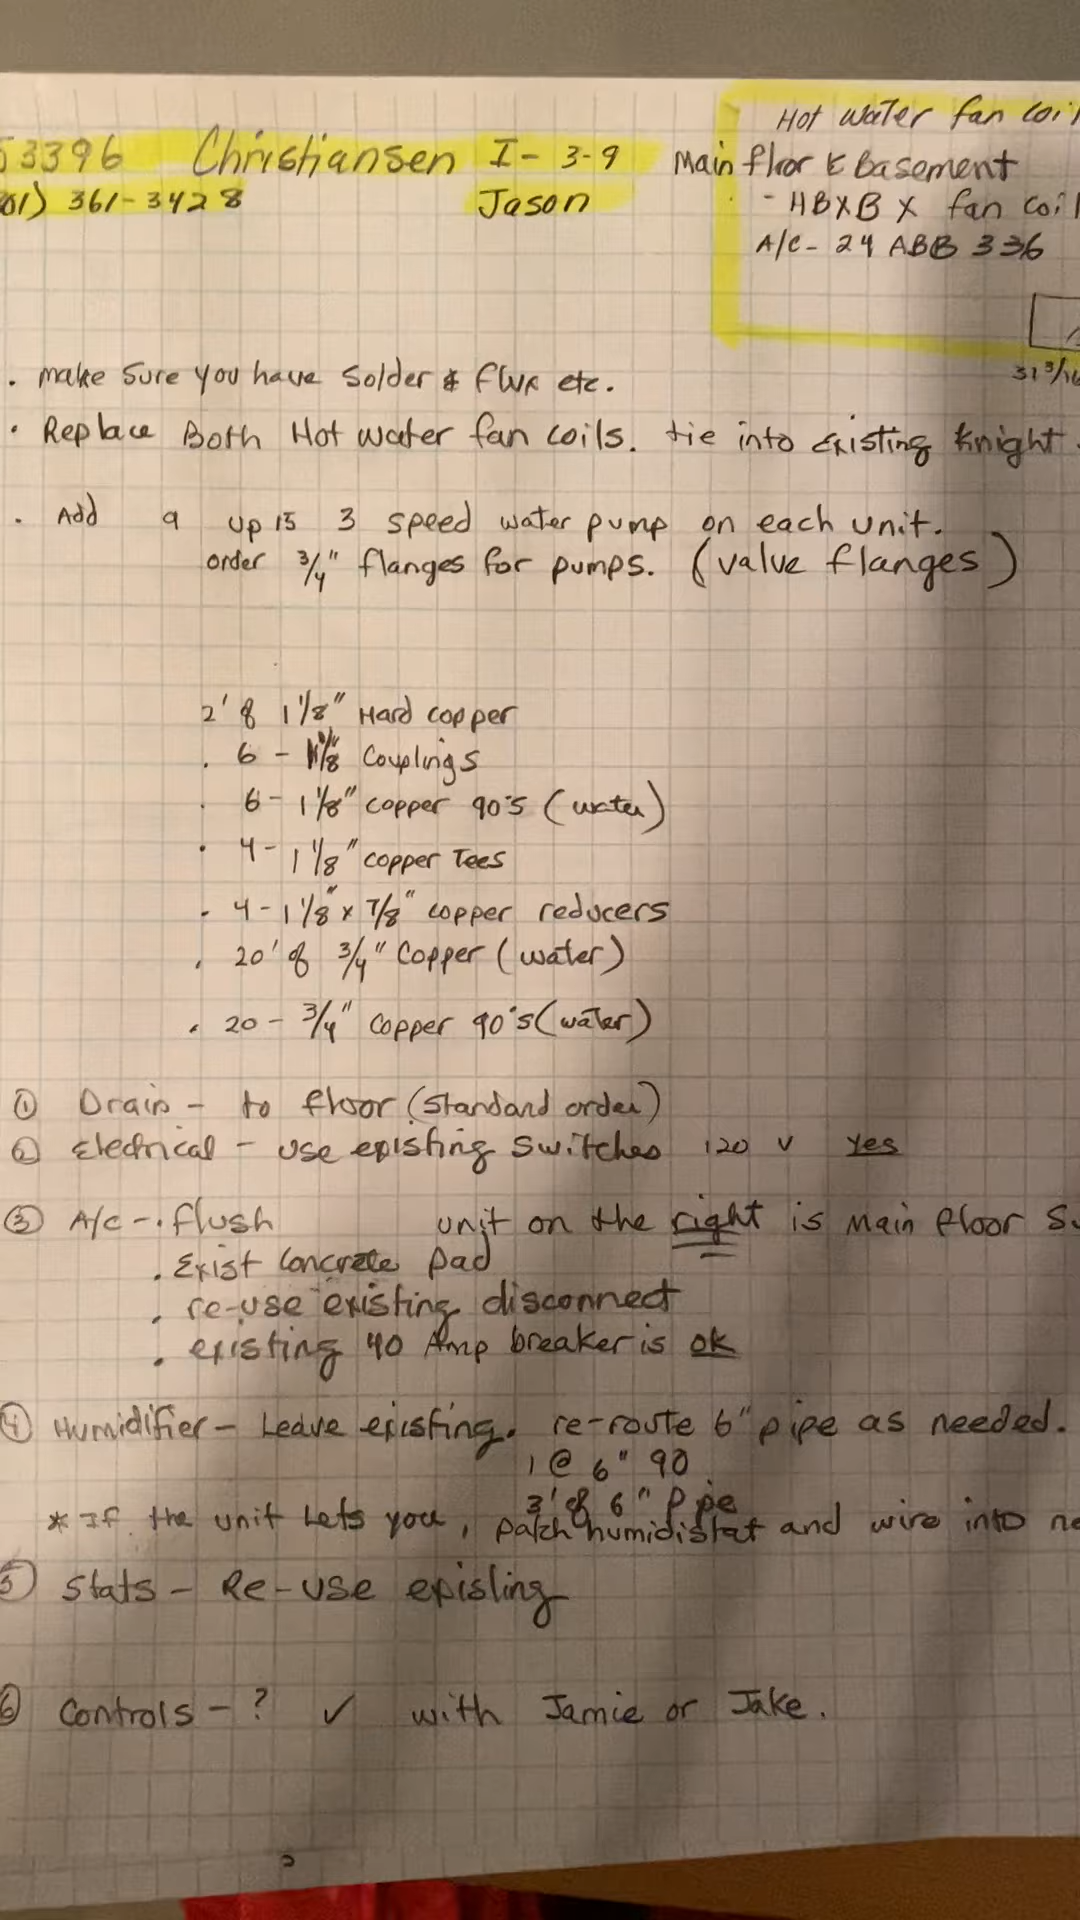 53396 Christiansen I- 3-9
01) 361-3428 Jason
Hot water fan coil
Main floor & Basement
- HBXB X fan coil
A/C - 24 ABB 336
31 3/16
. make sure you have solder & flux etc.
. Replace Both Hot water fan coils. tie into Existing Knight
. Add a up 15 3 speed water pump on each unit.
order 3/4" flanges for pumps. (value flanges)
2' of 1 1/8" Hard copper
. 6 - 1 1/8" Couplings
. 6 - 1 1/8" copper 90's (water)
. 4 - 1 1/8" copper Tees
. 4 - 1 1/8" x 7/8" copper reducers
. 20' of 3/4" Copper (water)
. 20 - 3/4" copper 90's (water)
① Drain - to floor (standard order)
② Electrical - use existing switches 120 v yes
③ A/C - . flush unit on the right is main floor
. Exist concrete pad
. re-use existing disconnect
. existing 40 Amp breaker is ok
④ Humidifier - Leave existing. re-route 6" pipe as needed.
1 @ 6" 90
3' of 6" pipe
* If the unit Lets you, patch humidistat and wire into
5 Stats - Re-use existing
6 Controls - ? ✓ with Jamie or Jake.